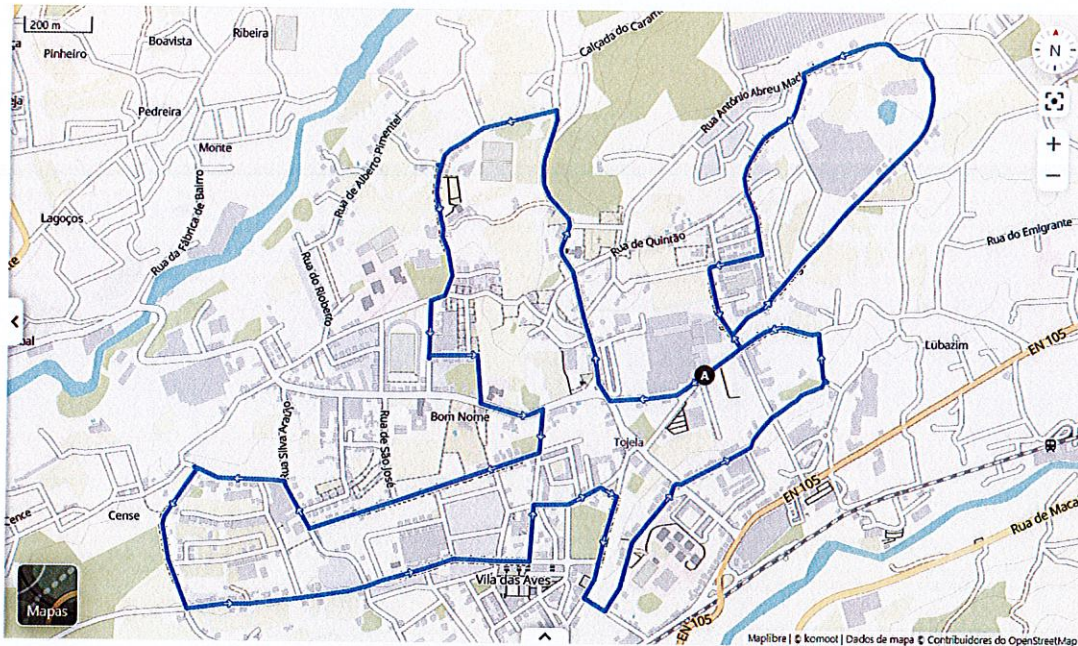 200 m
Boavista
Ribeira
Pinheiro
Calçada do Caram
N
Pedreira
Rua António Abreu Mac
Monte
Rua de Alberto Pimentel
Lagoços
Rua da Fábrica de Bairro
Rua de Quintão
Rua do Emigrante
Rua do Riobeiro
+
−
Lubazim
EN 105
A
Bom Nome
Rua Silva Araújo
Rua de São José
Tojela
EN 105
Cense
Rua de Maca
Vila das Aves
Mapas
EN 105
Maplibre | © komoot | Dados de mapa © Contribuidores do OpenStreetMap